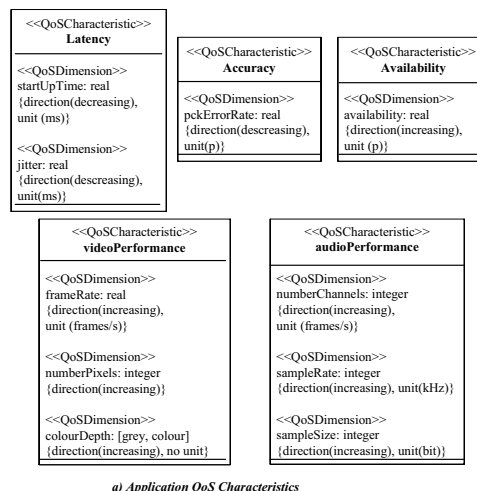 <<QoSCharacteristic>>
Latency
<<QoSDimension>>
startUpTime: real
{direction(decreasing),
unit (ms)}
<<QoSDimension>>
jitter: real
{direction(descreasing),
unit(ms)}
<<QoSCharacteristic>>
Accuracy
<<QoSDimension>>
pckErrorRate: real
{direction(descreasing),
unit(p)}
<<QoSCharacteristic>>
Availability
<<QoSDimension>>
availability: real
{direction(increasing),
unit (p)}
<<QoSCharacteristic>>
videoPerformance
<<QoSDimension>>
frameRate: real
{direction(increasing),
unit (frames/s)}
<<QoSDimension>>
numberPixels: integer
{direction(increasing)}
<<QoSDimension>>
colourDepth: [grey, colour]
{direction(increasing), no unit}
<<QoSCharacteristic>>
audioPerformance
<<QoSDimension>>
numberChannels: integer
{direction(increasing),
unit (frames/s)}
<<QoSDimension>>
sampleRate: integer
{direction(increasing), unit(kHz)}
<<QoSDimension>>
sampleSize: integer
{direction(increasing), unit(bit)}
a) Application QoS Characteristics